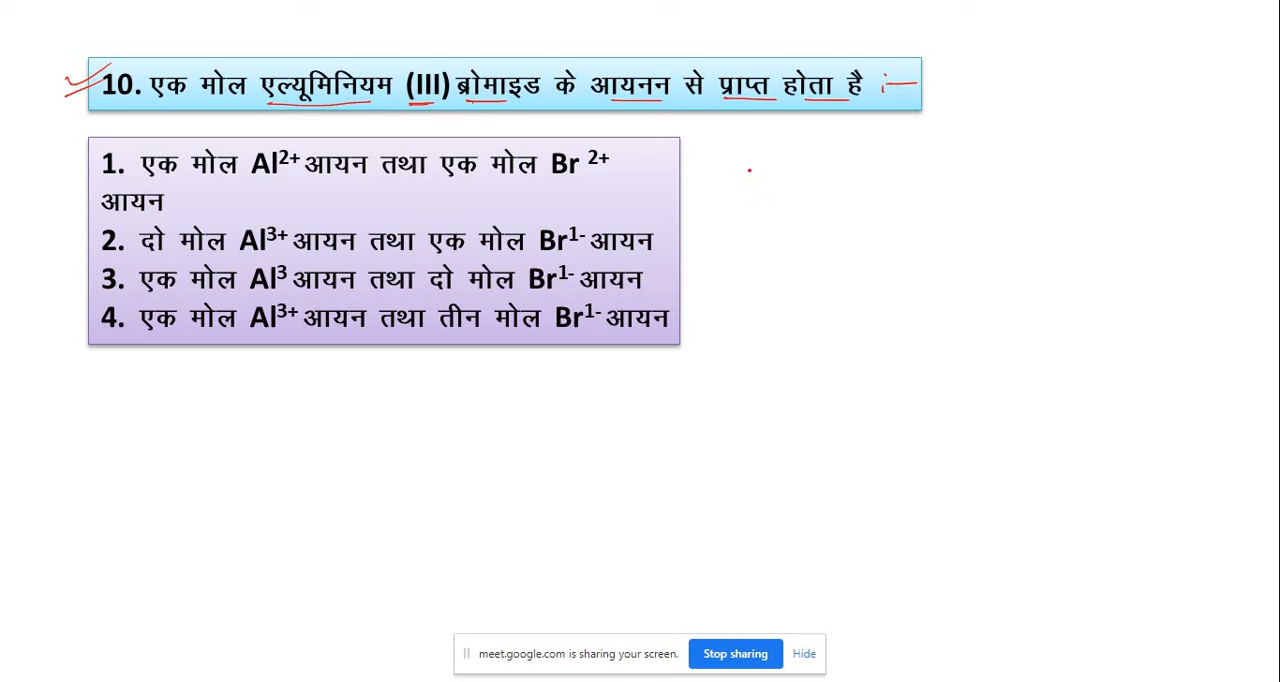 10. एक मोल एल्यूमिनियम (III) ब्रोमाइड के आयनन से प्राप्त होता है :-
1. एक मोल Al²⁺ आयन तथा एक मोल Br ²⁺
आयन
2. दो मोल Al³⁺ आयन तथा एक मोल Br¹⁻ आयन
3. एक मोल Al³ आयन तथा दो मोल Br¹⁻ आयन
4. एक मोल Al³⁺ आयन तथा तीन मोल Br¹⁻ आयन
meet.google.com is sharing your screen. Stop sharing Hide